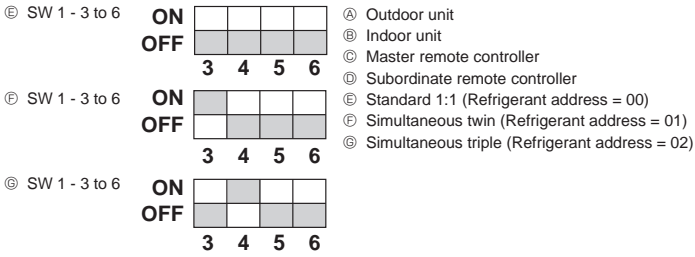 Ⓔ SW 1 - 3 to 6
ON
OFF
3 4 5 6
Ⓕ SW 1 - 3 to 6
ON
OFF
3 4 5 6
Ⓖ SW 1 - 3 to 6
ON
OFF
3 4 5 6
Ⓐ Outdoor unit
Ⓑ Indoor unit
Ⓒ Master remote controller
Ⓓ Subordinate remote controller
Ⓔ Standard 1:1 (Refrigerant address = 00)
Ⓕ Simultaneous twin (Refrigerant address = 01)
Ⓖ Simultaneous triple (Refrigerant address = 02)